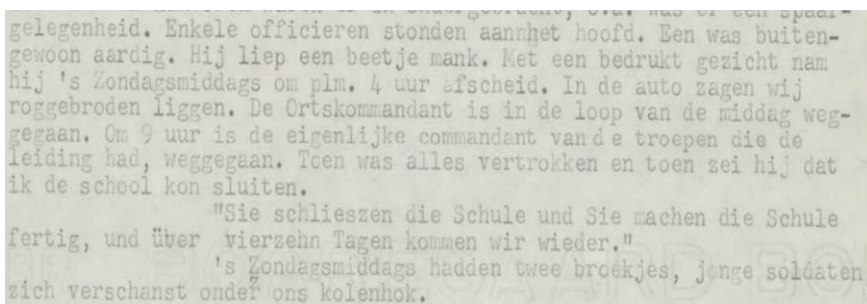 was er een spaar-
gelegenheid. Enkele officieren stonden aannhet hoofd. Een was buiten-
gewoon aardig. Hij liep een beetje mank. Met een bedrukt gezicht nam
hij 's Zondagsmiddags om plm. 4 uur afscheid. In de auto zagen wij
roggebroden liggen. De Ortskommandant is in de loop van de middag weg-
gegaan. Om 9 uur is de eigenlijke commandant van de troepen die de
leiding had, weggegaan. Toen was alles vertrokken en toen zei hij dat
ik de school kon sluiten.
"Sie schlieszen die Schule und Sie machen die Schule
fertig, und über vierzehn Tagen kommen wir wieder."
's Zondagsmiddags hadden twee broekjes, jonge soldaten
zich verschanst onder ons kolenhok.